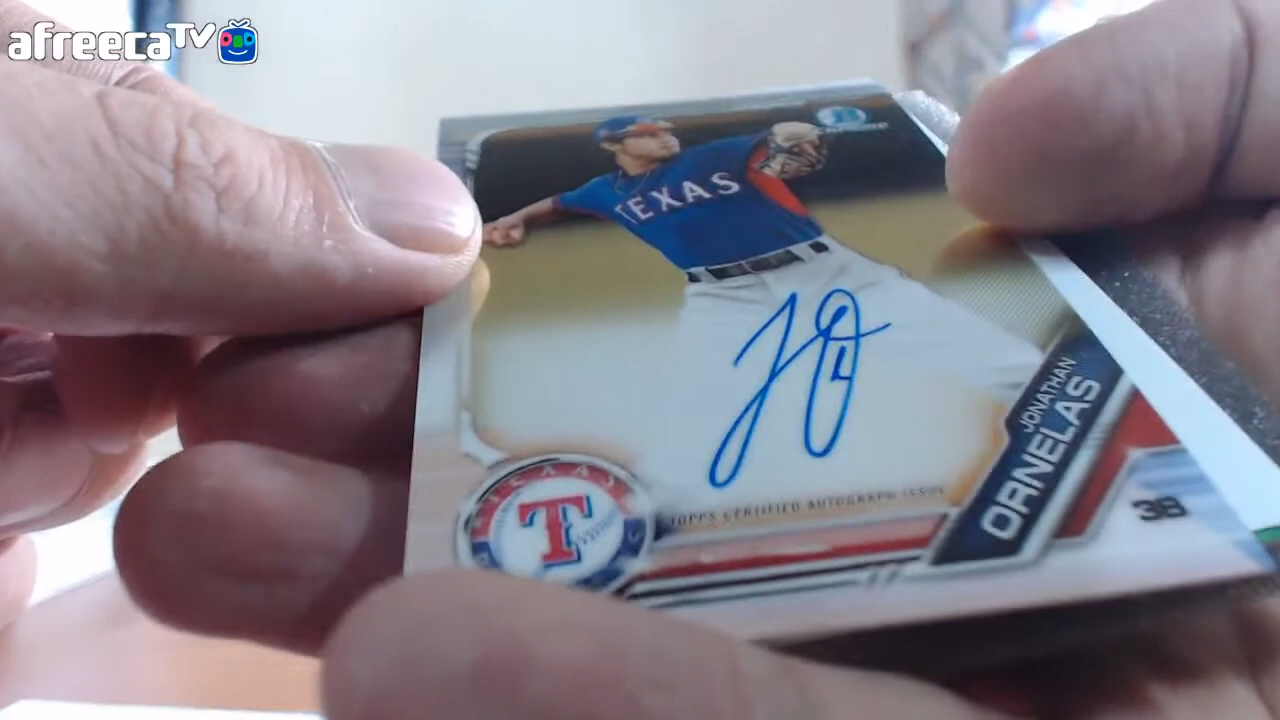 afreecaTV
TEXAS
TOPPS CERTIFIED AUTOGRAPH ISSUE
T
JONATHAN
ORNELAS
3B